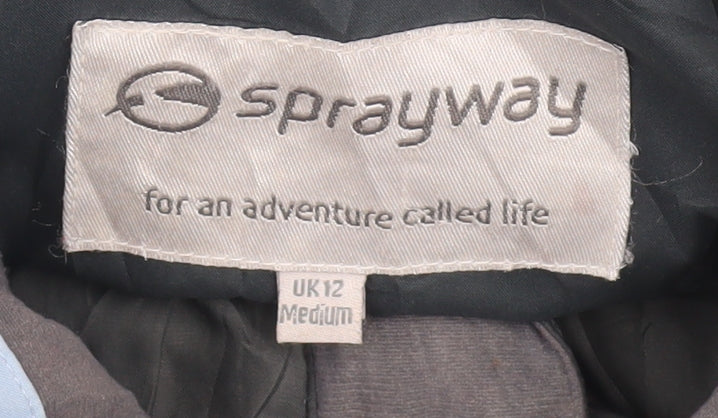 sprayway
for an adventure called life
UK12
Medium